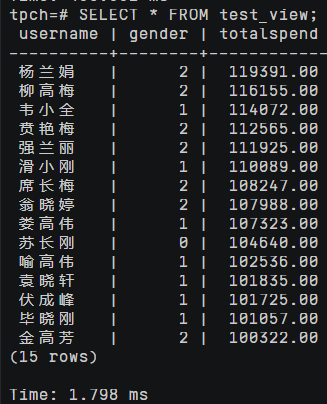 tpch=# SELECT * FROM test_view;
 username | gender | totalspend
----------+--------+------------
 杨兰娟   |      2 |  119391.00
 柳高梅   |      2 |  116155.00
 韦小全   |      1 |  114072.00
 贲艳梅   |      2 |  112565.00
 强兰丽   |      2 |  111925.00
 滑小刚   |      1 |  110089.00
 席长梅   |      2 |  108247.00
 翁晓婷   |      2 |  107988.00
 娄高伟   |      1 |  107323.00
 苏长刚   |      0 |  104640.00
 喻高伟   |      1 |  102536.00
 袁晓轩   |      1 |  101835.00
 伏成峰   |      1 |  101725.00
 毕晓刚   |      1 |  101057.00
 金高芳   |      2 |  100322.00
(15 rows)
Time: 1.798 ms